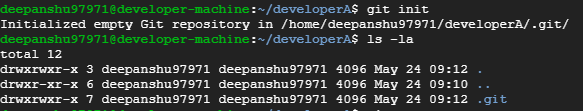 deepanshu97971@developer-machine:~/developerA$ git init
Initialized empty Git repository in /home/deepanshu97971/developerA/.git/
deepanshu97971@developer-machine:~/developerA$ ls -la
total 12
drwxrwxr-x 3 deepanshu97971 deepanshu97971 4096 May 24 09:12 .
drwxr-xr-x 6 deepanshu97971 deepanshu97971 4096 May 24 09:10 ..
drwxrwxr-x 7 deepanshu97971 deepanshu97971 4096 May 24 09:12 .git